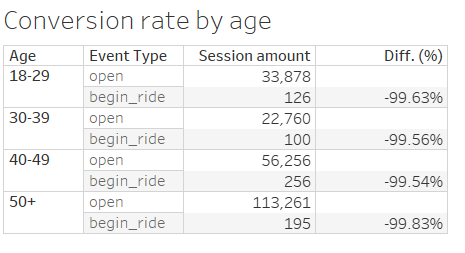 Conversion rate by age
Age Event Type Session amount Diff. (%)
18-29 open 33,878
begin_ride 126 -99.63%
30-39 open 22,760
begin_ride 100 -99.56%
40-49 open 56,256
begin_ride 256 -99.54%
50+ open 113,261
begin_ride 195 -99.83%